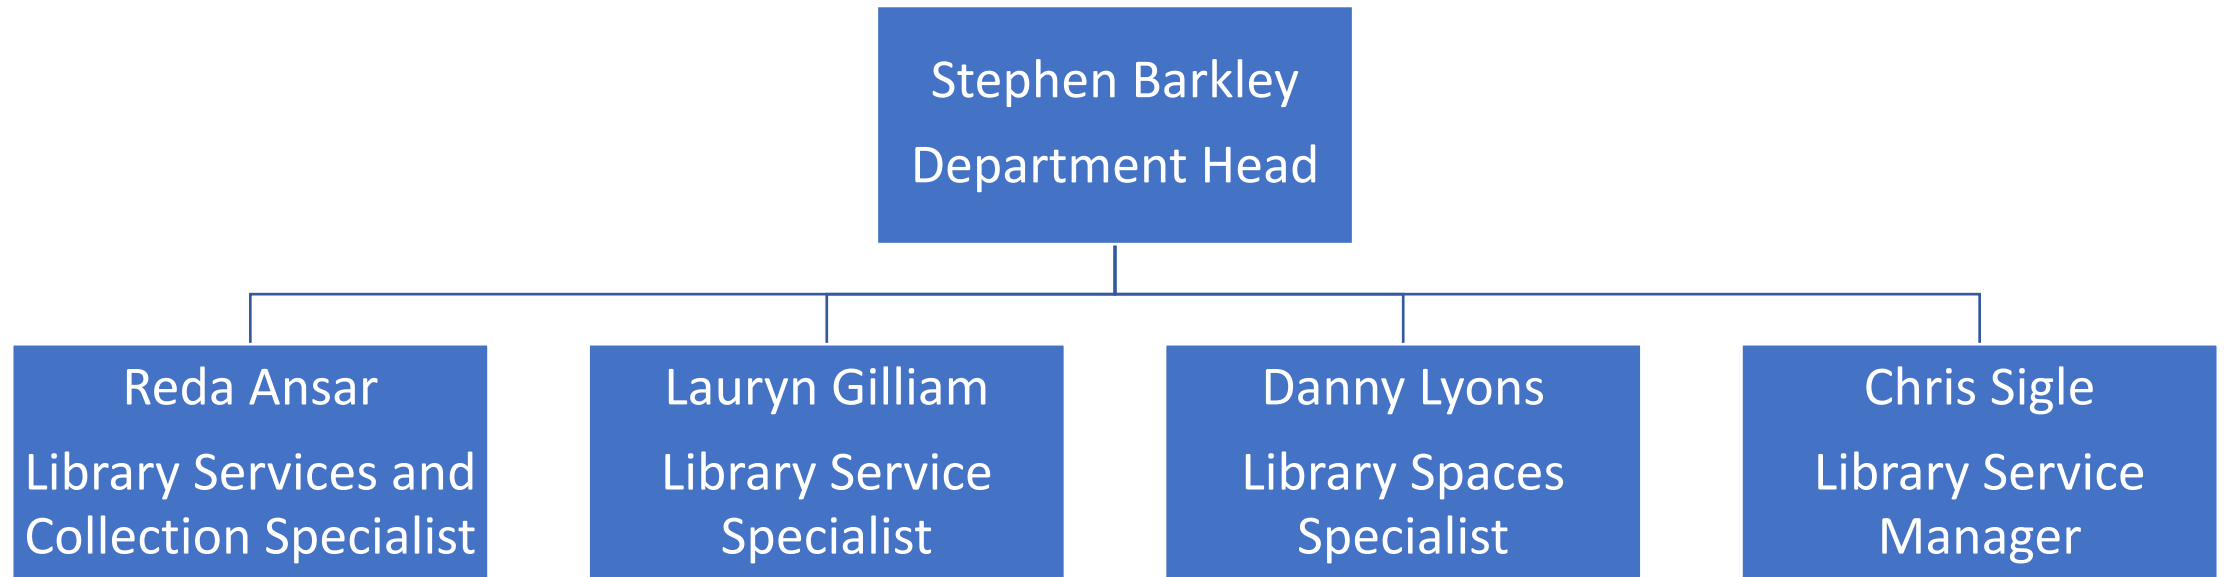 Stephen Barkley
Department Head
Reda Ansar
Library Services and
Collection Specialist
Lauryn Gilliam
Library Service
Specialist
Danny Lyons
Library Spaces
Specialist
Chris Sigle
Library Service
Manager